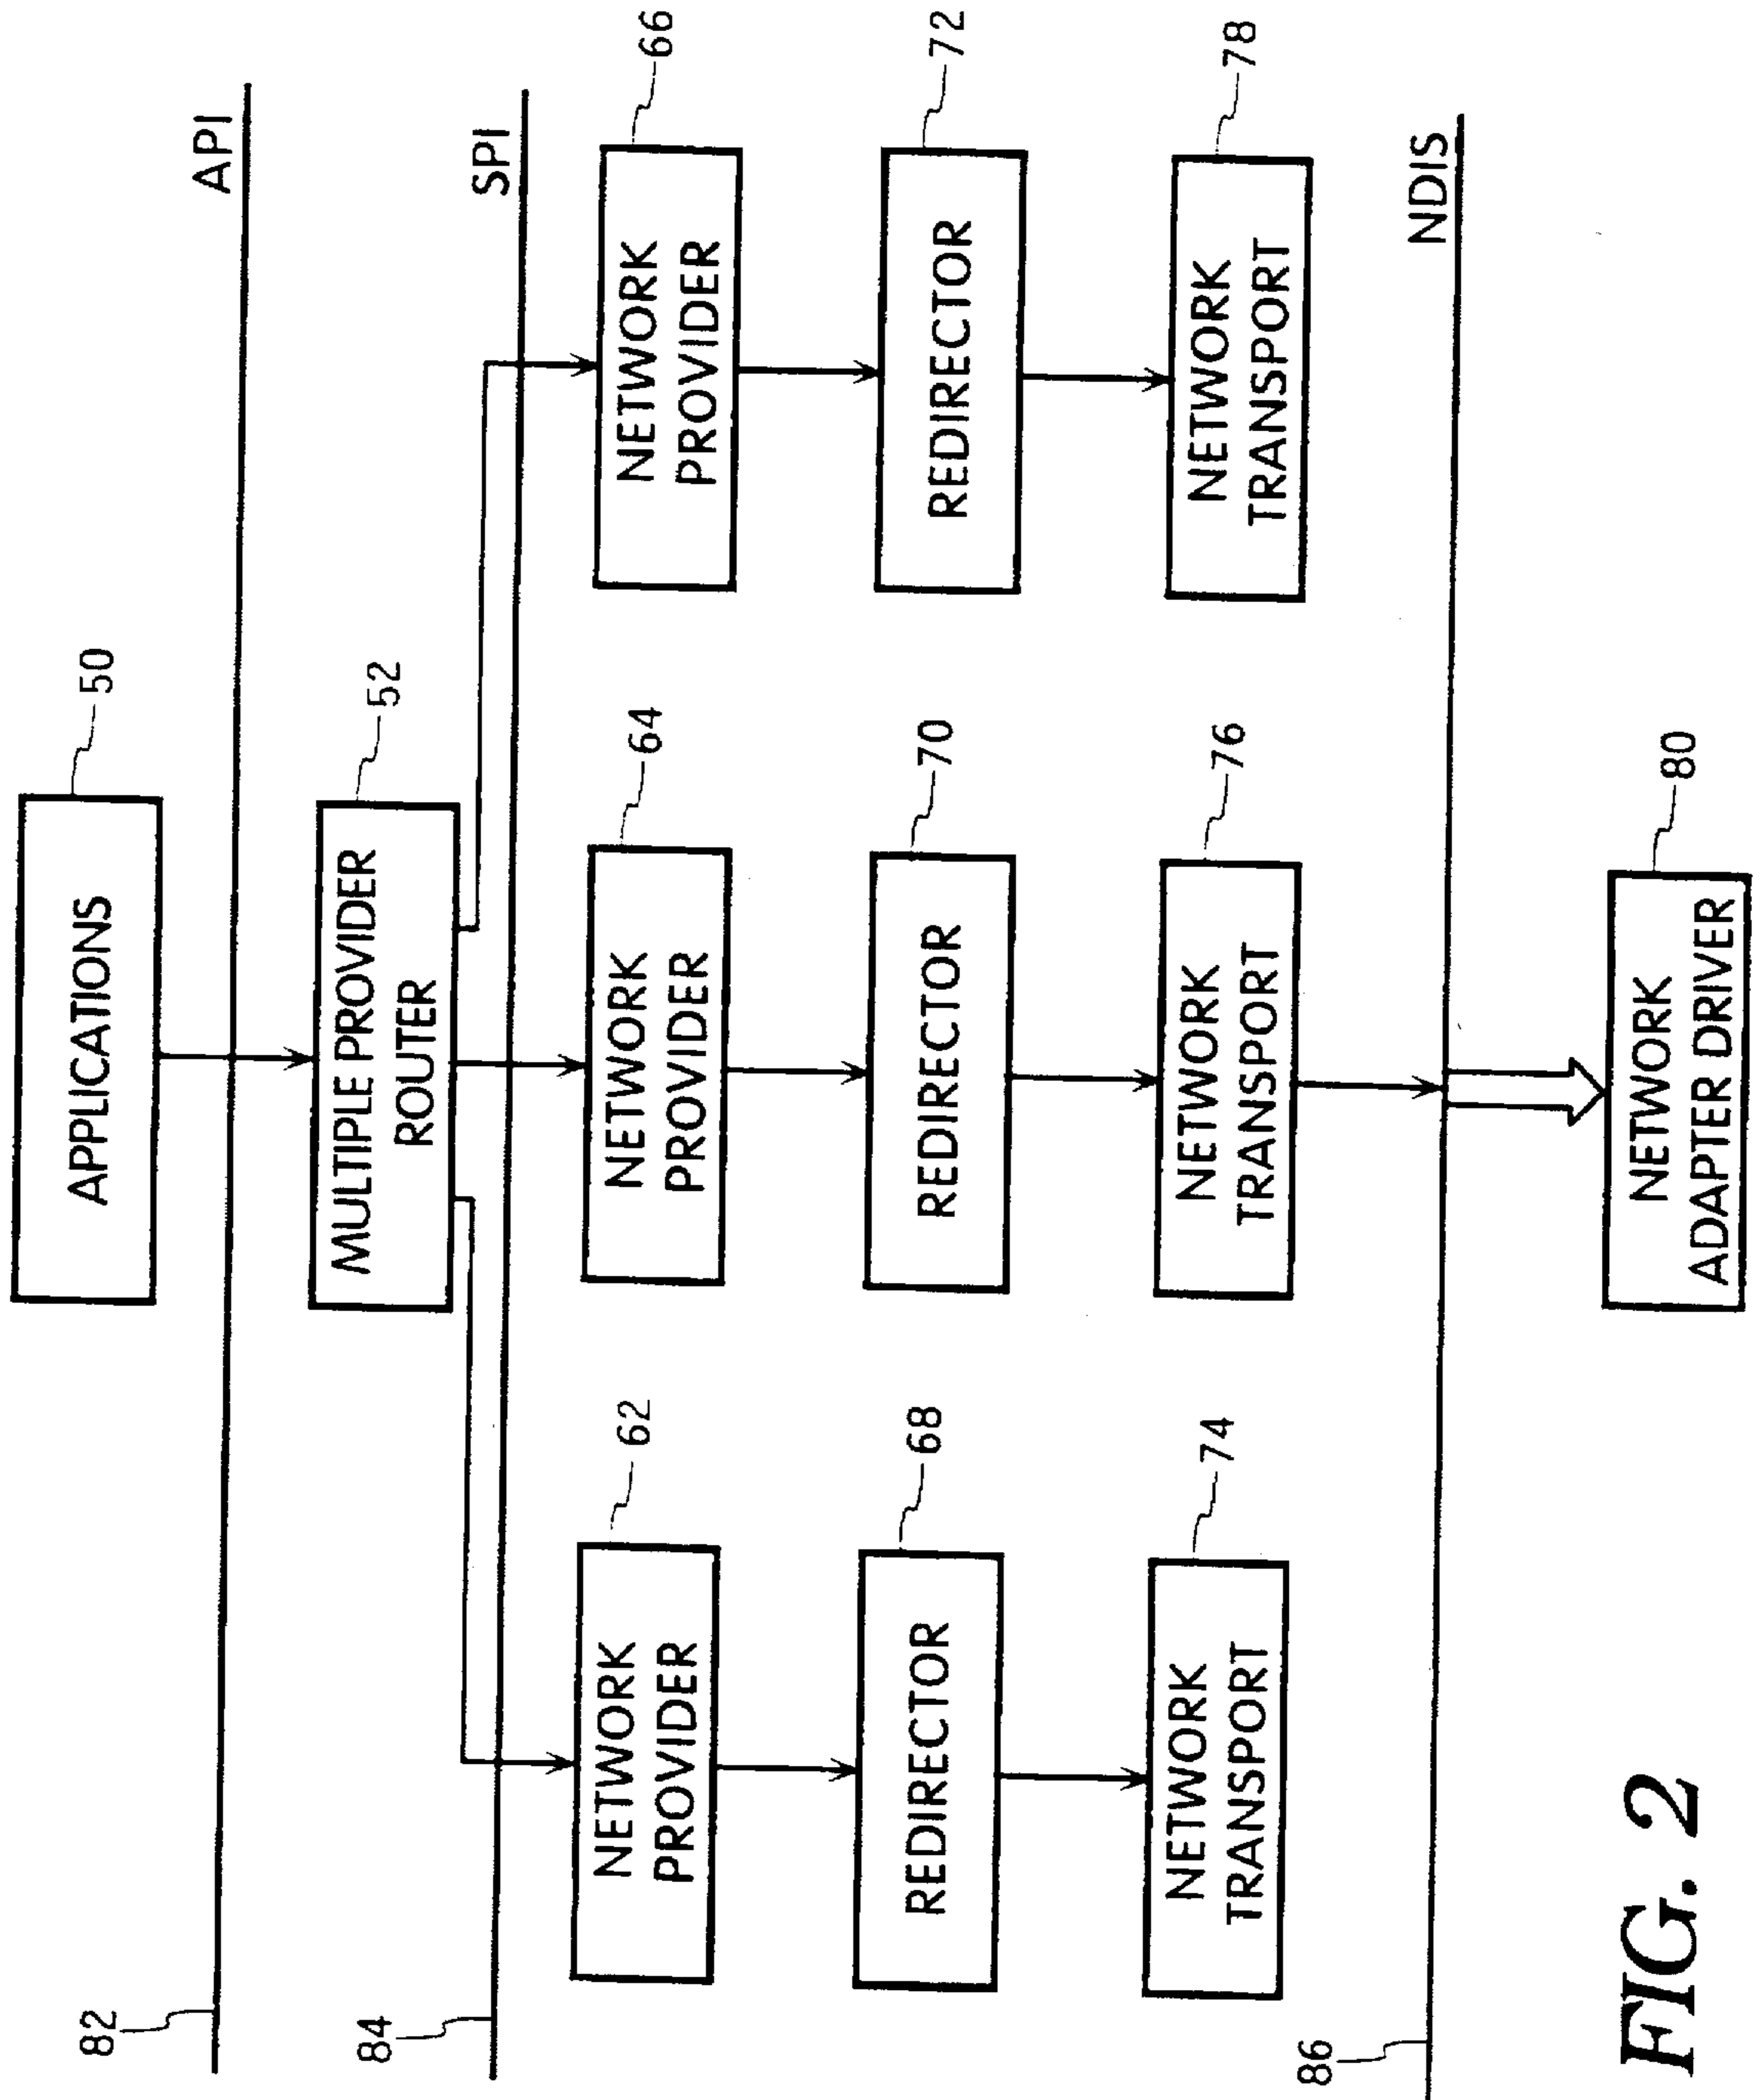 50
APPLICATIONS
API
82
52
MULTIPLE PROVIDER
ROUTER
SPI
84
62
NETWORK
PROVIDER
64
NETWORK
PROVIDER
66
NETWORK
PROVIDER
68
REDIRECTOR
70
REDIRECTOR
72
REDIRECTOR
74
NETWORK
TRANSPORT
76
NETWORK
TRANSPORT
78
NETWORK
TRANSPORT
NDIS
86
80
NETWORK
ADAPTER DRIVER
FIG. 2